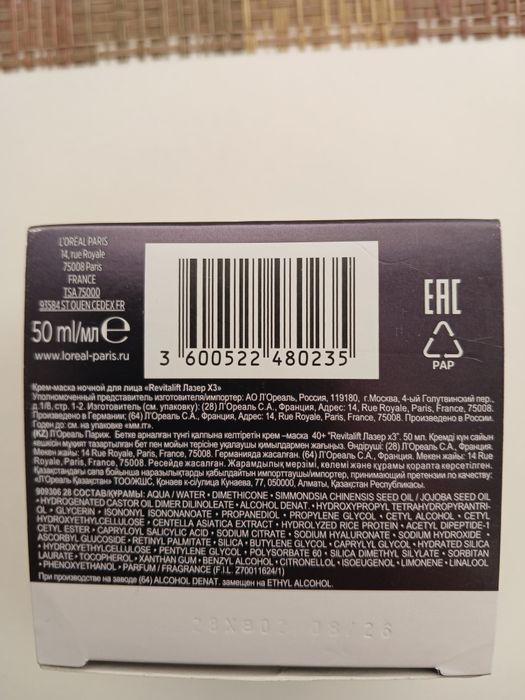 L'ORÉAL PARIS
14, rue Royale
75008 Paris
FRANCE
TSA 75000
93584 ST OUEN CEDEX FR
50 ml/мл e
www.loreal-paris.ru
3 600522 480235
EAC
PAP
Крем-маска ночной для лица «Revitalift Лазер X3»
Уполномоченный представитель изготовителя: АО Л'Ореаль, Россия, 119180, г.Москва, 4-ый Голутвинский пер.,
д.1/8, стр. 1-2. Изготовитель (см. упаковку): (28) Л'Ореаль С.А., Франция, Адрес: 14, Rue Royale, Paris, France, 75008.
Произведено в Германии; (64) Л'Ореаль С.А., Франция, Адрес: 14, Rue Royale, Paris, France, 75008. Произведено в России.
Годен до: см. на упаковке «мм.гг».
(KZ) Л'Ореаль Париж. Бетке арналған түнгі қалпына келтіретін крем –маска 40+ "Revitalift Лазер х3". 50 мл. Кремді күн сайын
кешкісін мұқият тазартылған бет пен мойын терісіне уқалаумен жағыңыз. Өндіруші: (28) Л'Ореаль С.А., Франция.
Мекен жайы: 14 Rue Royale, Paris, France, 75008. Германияда жасалған. (64) Л'Ореаль С.А., Франция. Мекен жайы: 14 Rue
Royale, Paris, France, 75008. Ресейде жасалған. Жарамдылық мерзімі, көлемі және құрамы қорапта көрсетілген.
Қазақстандағы сапа бойынша наразылықтарды қабылдайтын импорттаушы/импортер, принимающий претензии по качеству:
«Л'Ореаль Қазақстан» ТОО/ЖШС, Қонаев к-сі/улица Кунаева, 77, 050000, Алматы, Қазақстан Республикасы.
909306 28 СОСТАВ/ҚҰРАМЫ: AQUA / WATER • DIMETHICONE • SIMMONDSIA CHINENSIS SEED OIL / JOJOBA SEED OIL
• HYDROGENATED CASTOR OIL DIMER DILINOLEATE • ALCOHOL DENAT. • HYDROXYPROPYL TETRAHYDROPYRANTRI-
OL • GLYCERIN • ISONONYL ISONONANOATE • PROPANEDIOL • PROPYLENE GLYCOL • CETYL ALCOHOL •
HYDROXYETHYLCELLULOSE • CENTELLA ASIATICA EXTRACT • HYDROLYZED RICE PROTEIN • ACETYL DIPEPTIDE-1
CETYL ESTER • CAPRYLOYL SALICYLIC ACID • SODIUM CITRATE • SODIUM HYALURONATE • SODIUM HYDROXIDE •
ASCORBYL GLUCOSIDE • RETINYL PALMITATE • SILICA • BUTYLENE GLYCOL • CAPRYLYL GLYCOL • HYDRATED SILICA
• HYDROXYETHYLCELLULOSE • PENTYLENE GLYCOL • POLYSORBATE 60 • SILICA DIMETHYL SILYLATE • SORBITAN
LAURATE • TOCOPHEROL • XANTHAN GUM • BENZYL ALCOHOL • CITRONELLOL • ISOEUGENOL • LIMONENE • LINALOOL
• PHENOXYETHANOL • PARFUM / FRAGRANCE (F.I.L. Z70011624/1)
При производстве на заводе (64) ALCOHOL DENAT. замещен на ETHYL ALCOHOL.
28X802 08/26